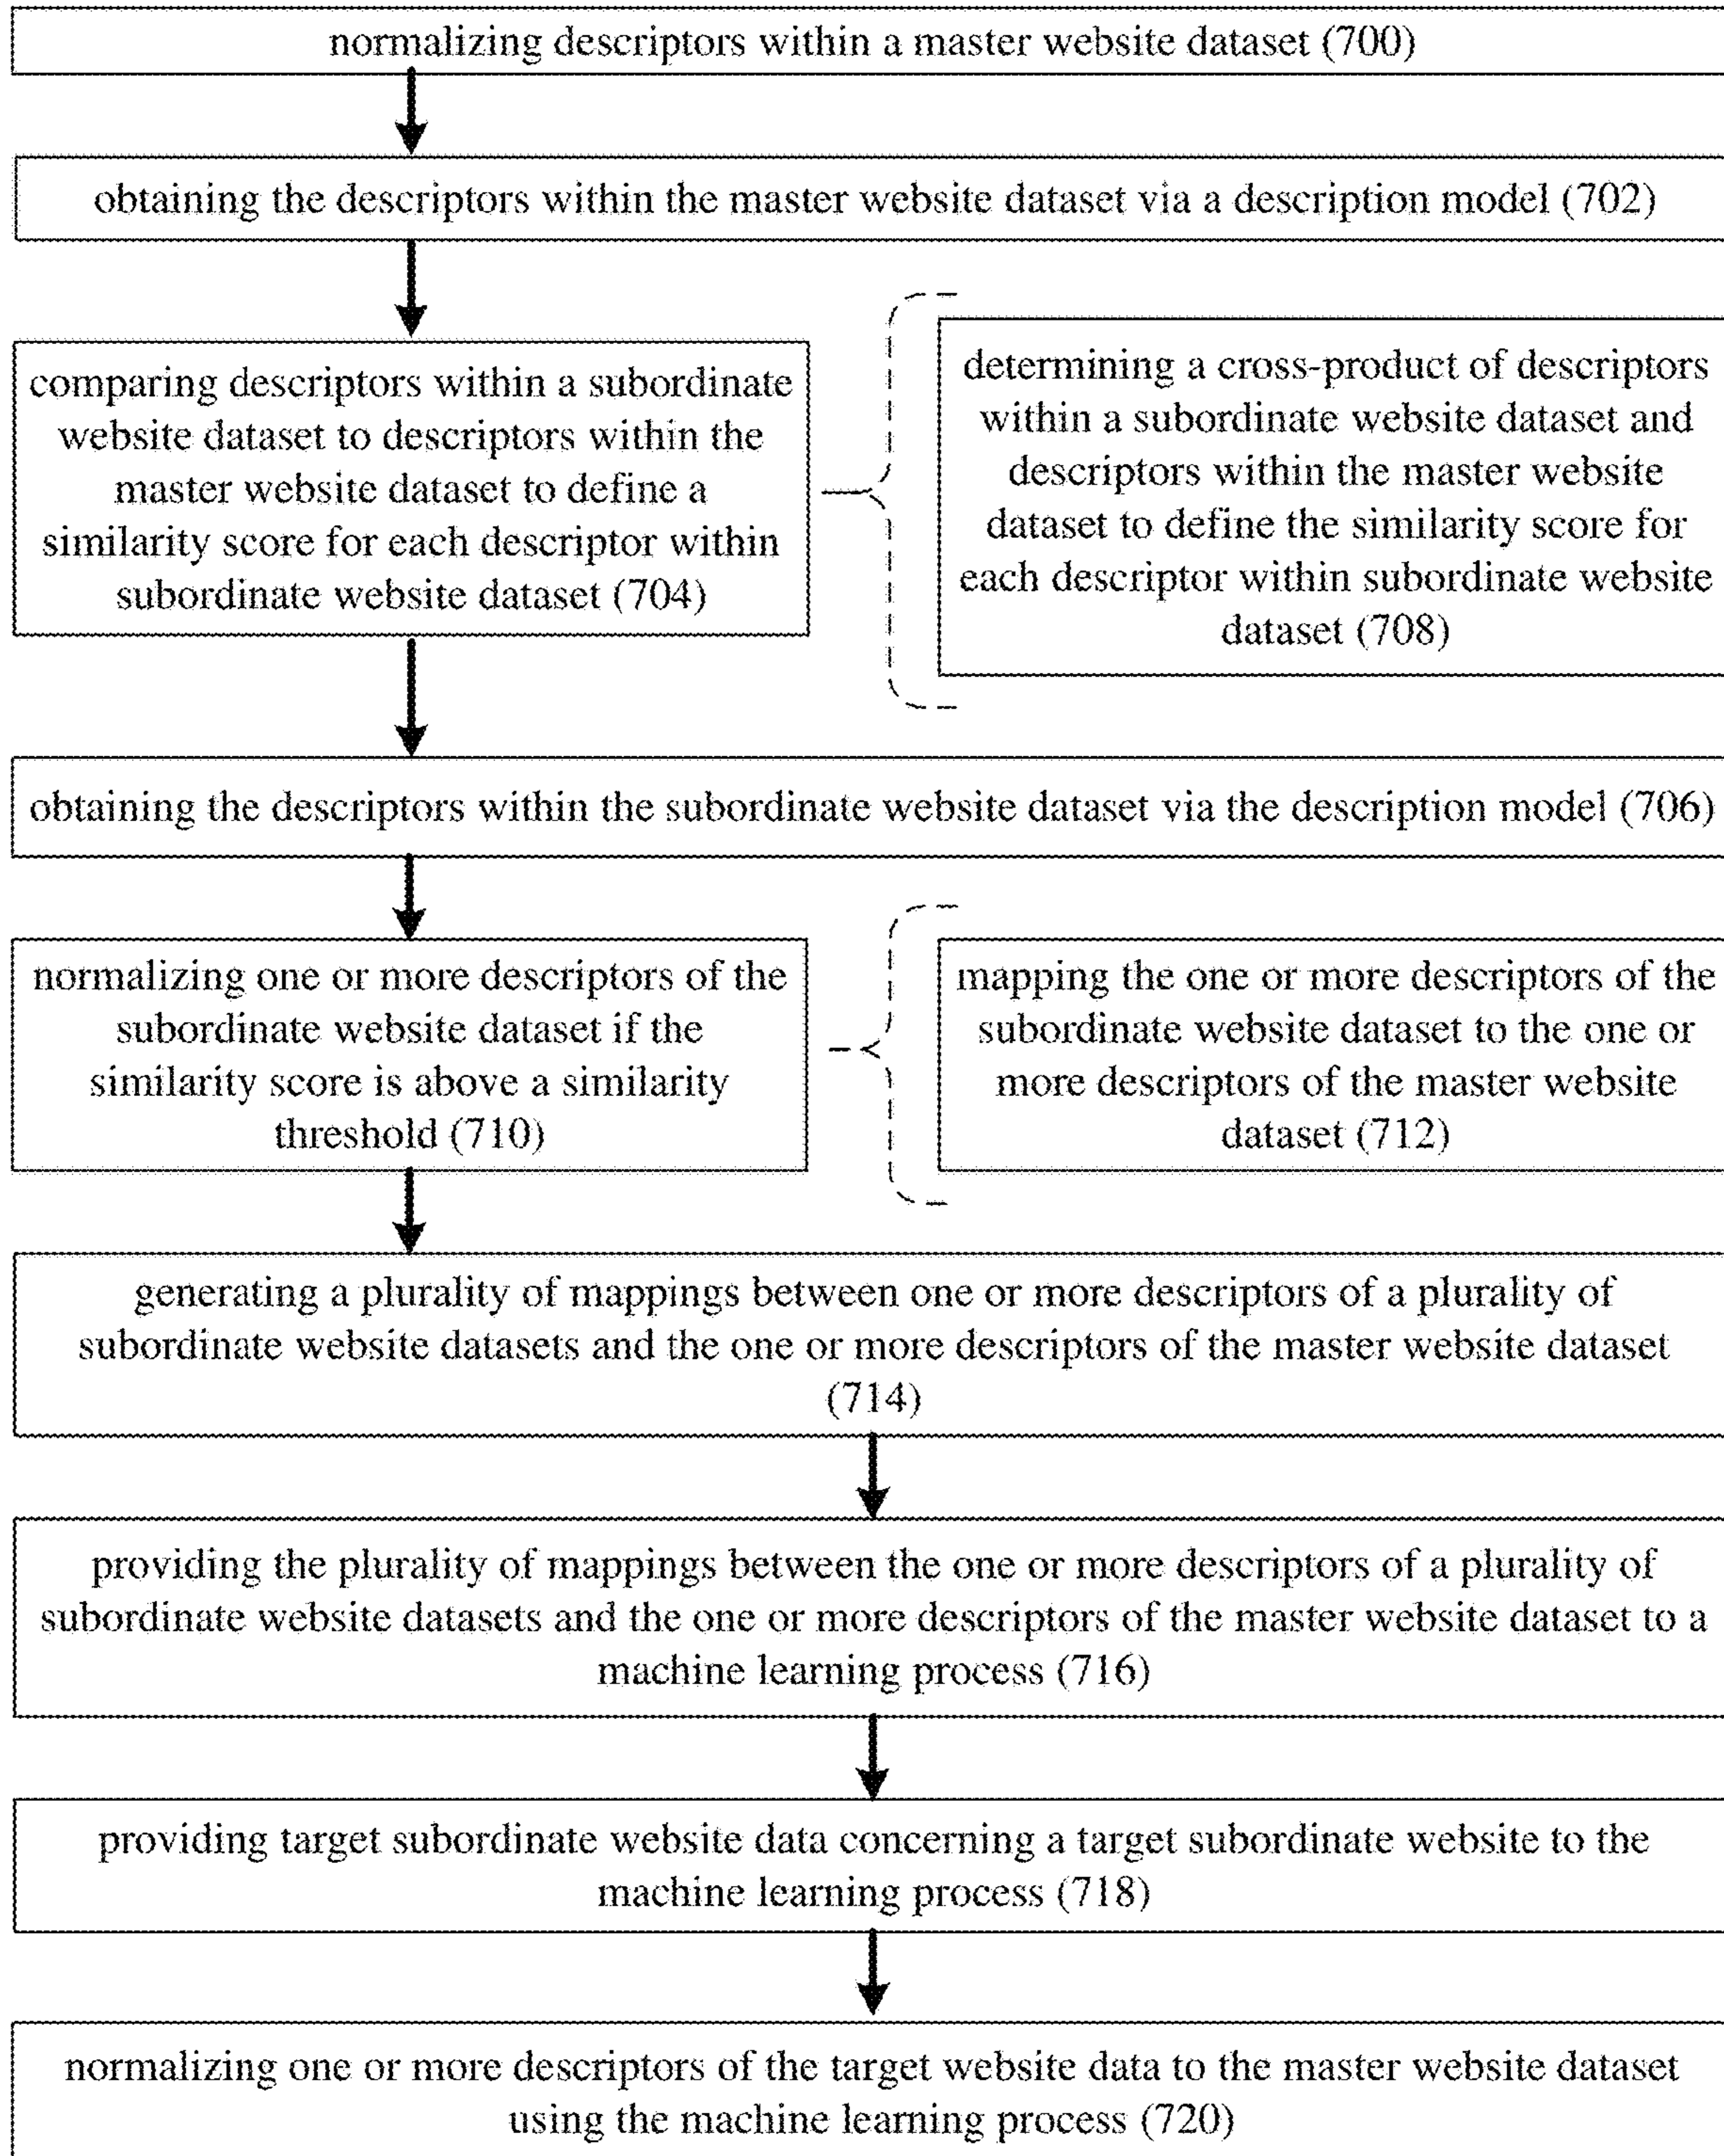 normalizing descriptors within a master website dataset (700)
obtaining the descriptors within the master website dataset via a description model (702)
comparing descriptors within a subordinate
website dataset to descriptors within the
master website dataset to define a
similarity score for each descriptor within
subordinate website dataset (704)
determining a cross-product of descriptors
within a subordinate website dataset and
descriptors within the master website
dataset to define the similarity score for
each descriptor within subordinate website
dataset (708)
obtaining the descriptors within the subordinate website dataset via the description model (706)
normalizing one or more descriptors of the
subordinate website dataset if the
similarity score is above a similarity
threshold (710)
mapping the one or more descriptors of the
subordinate website dataset to the one or
more descriptors of the master website
dataset (712)
generating a plurality of mappings between one or more descriptors of a plurality of
subordinate website datasets and the one or more descriptors of the master website dataset
(714)
providing the plurality of mappings between the one or more descriptors of a plurality of
subordinate website datasets and the one or more descriptors of the master website dataset to a
machine learning process (716)
providing target subordinate website data concerning a target subordinate website to the
machine learning process (718)
normalizing one or more descriptors of the target website data to the master website dataset
using the machine learning process (720)